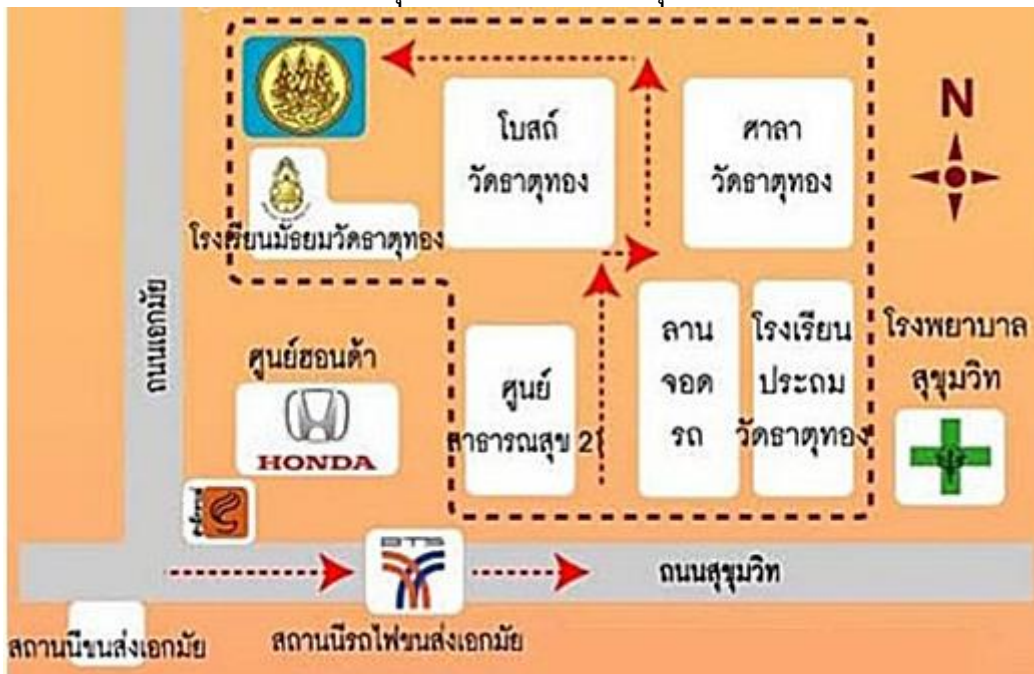 โบสถ์
วัดธาตุทอง
ศาลา
วัดธาตุทอง
N
โรงเรียนมัธยมวัดธาตุทอง
ถนนเอกมัย
ศูนย์ฮอนด้า
HONDA
ศูนย์
สาธารณสุข 21
ลาน
จอด
รถ
โรงเรียน
ประถม
วัดธาตุทอง
โรงพยาบาล
สุขุมวิท
BTS
ถนนสุขุมวิท
สถานีขนส่งเอกมัย
สถานีรถไฟขนส่งเอกมัย